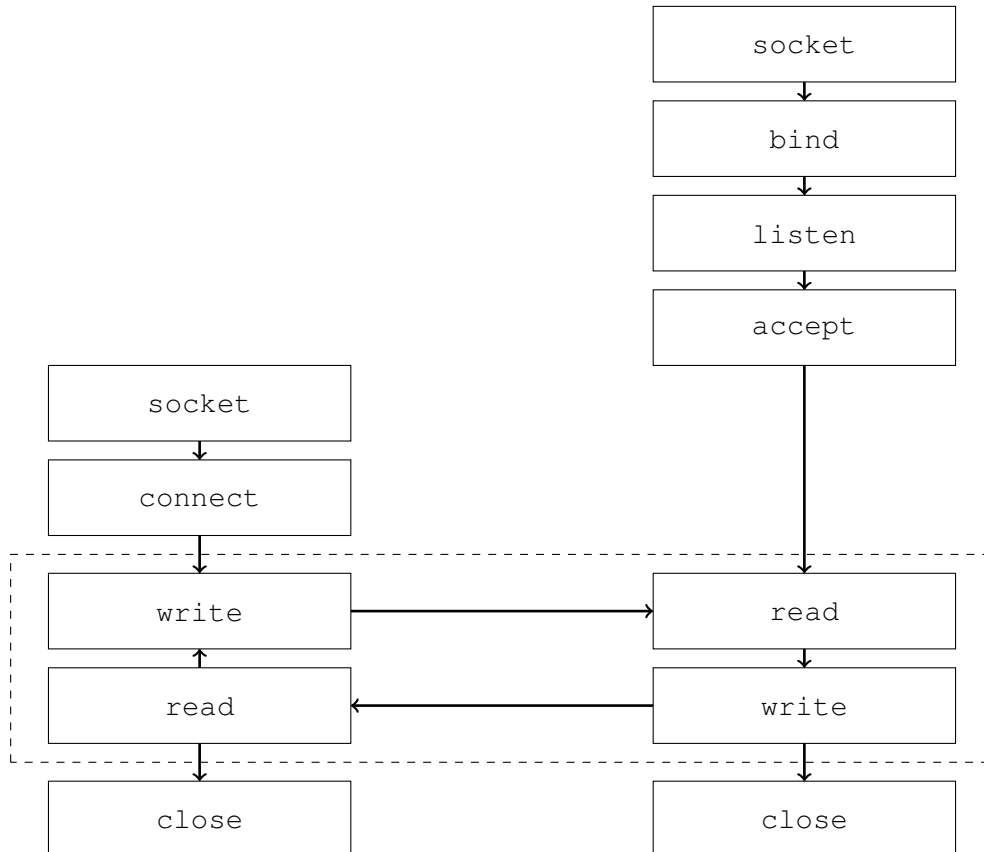 socket
bind
listen
accept
socket
connect
write
read
read
write
close
close